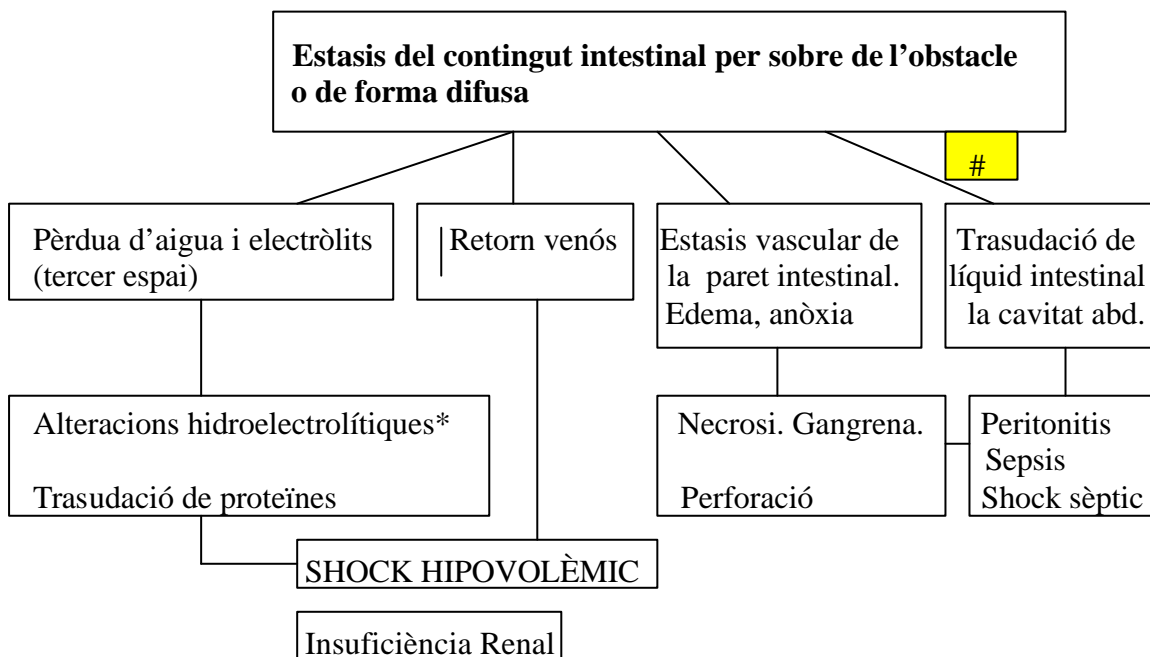 Estasis del contingut intestinal per sobre de l’obstacle
o de forma difusa
#
Pèrdua d’aigua i electròlits
(tercer espai)
Retorn venós
Estasis vascular de
la paret intestinal.
Edema, anòxia
Trasudació de
líquid intestinal
la cavitat abd.
Alteracions hidroelectrolítiques*
Trasudació de proteïnes
Necrosi. Gangrena.
Perforació
Peritonitis
Sepsis
Shock sèptic
SHOCK HIPOVOLÈMIC
Insuficiència Renal